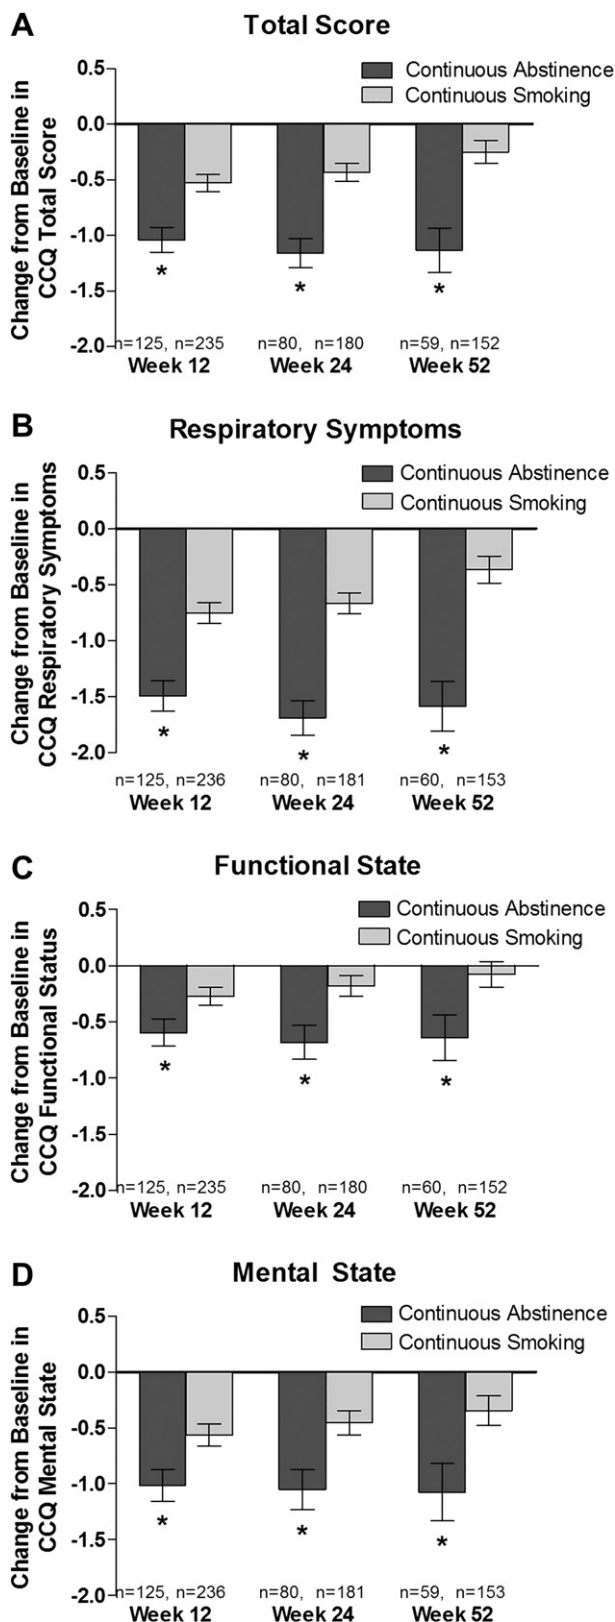 A
Total Score
Change from Baseline in
CCQ Total Score
Continuous Abstinence
Continuous Smoking
0.5
0.0
-0.5
-1.0
-1.5
-2.0
*
*
*
n=125, n=235
n=80, n=180
n=59, n=152
Week 12
Week 24
Week 52
B
Respiratory Symptoms
Change from Baseline in
CCQ Respiratory Symptoms
Continuous Abstinence
Continuous Smoking
0.5
0.0
-0.5
-1.0
-1.5
-2.0
*
*
*
n=125, n=236
n=80, n=181
n=60, n=153
Week 12
Week 24
Week 52
C
Functional State
Change from Baseline in
CCQ Functional Status
Continuous Abstinence
Continuous Smoking
0.5
0.0
-0.5
-1.0
-1.5
-2.0
*
*
*
n=125, n=235
n=80, n=180
n=60, n=152
Week 12
Week 24
Week 52
D
Mental State
Change from Baseline in
CCQ Mental State
Continuous Abstinence
Continuous Smoking
0.5
0.0
-0.5
-1.0
-1.5
-2.0
*
*
*
n=125, n=236
n=80, n=181
n=59, n=153
Week 12
Week 24
Week 52